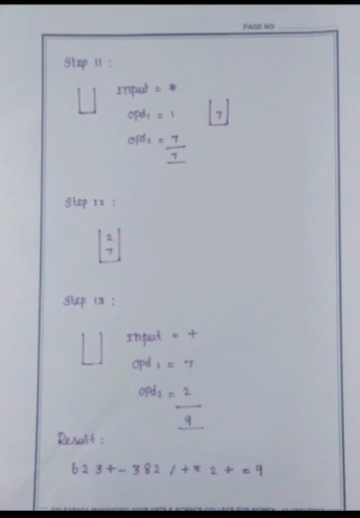 PAGE NO
Step 11 :
Input = *
Opd1 = 1
7
Opd2 = 7
7
Step 12 :
2
7
Step 13 :
Input = +
Opd1 = 7
Opd2 = 2
9
Result :
6 2 3 + - 3 8 2 / + * 2 + = 9